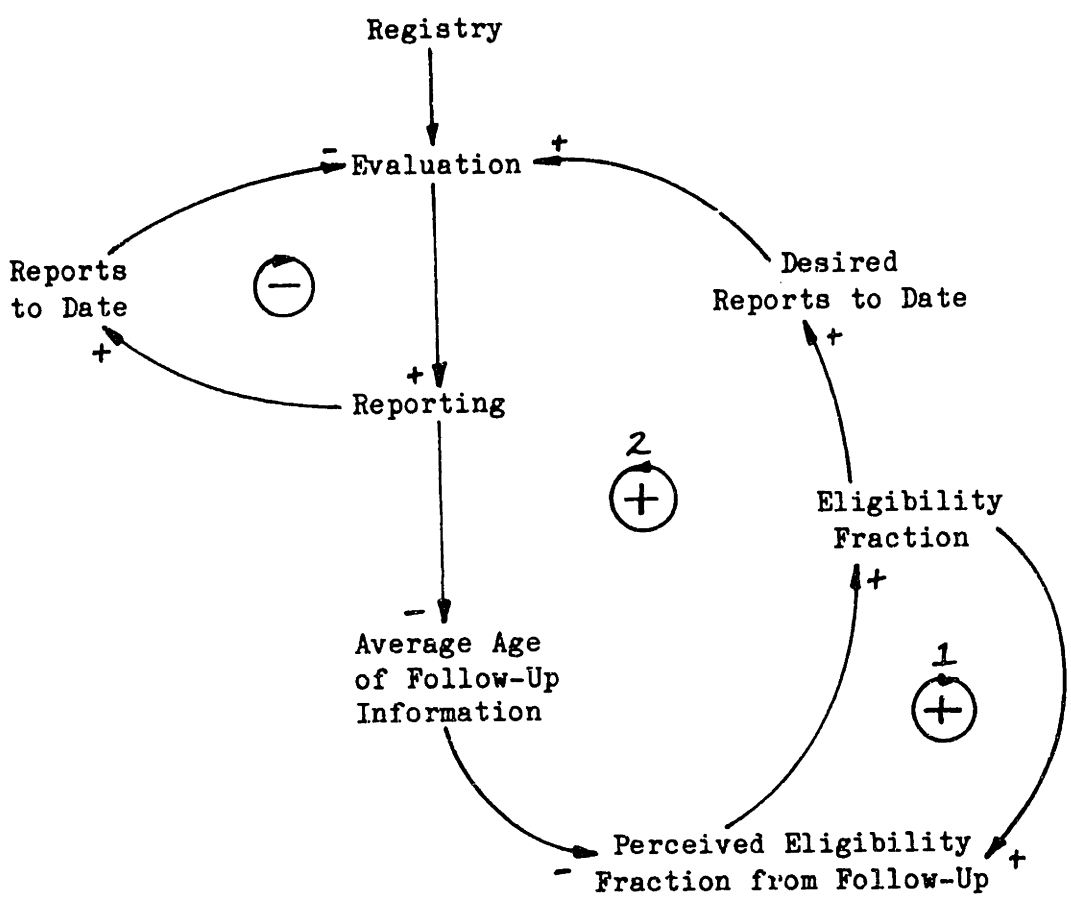 Registry
+
-
Evaluation
Desired
Reports to Date
Reports
to Date
-
+
+
+
Reporting
2
+
Eligibility
Fraction
+
-
Average Age
of Follow-Up
Information
1
+
Perceived Eligibility
Fraction from Follow-Up
-
+